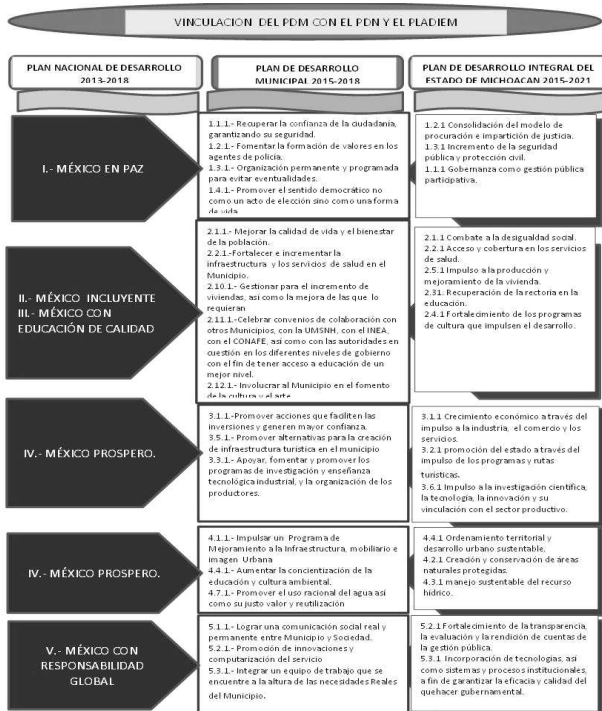 VINCULACION DEL PDM CON EL PDN Y EL PLADIEM
PLAN NACIONAL DE DESARROLLO
2013-2018
PLAN DE DESARROLLO
MUNICIPAL 2015-2018
PLAN DE DESARROLLO INTEGRAL DEL
ESTADO DE MICHOACAN 2015-2021
I.- MÉXICO EN PAZ
1.1.1.- Recuperar la confianza de la ciudadanía,
garantizando su seguridad.
1.2.1.- Fomentar la formación de valores en los
agentes de policía.
1.3.1.- Organización permanente y programada
para evitar eventualidades.
1.4.1.- Promover el sentido democrático no
como un acto de elección sino como una forma
de vida
1.2.1 Consolidación del modelo de
procuración e impartición de justicia.
1.3.1 Incremento de la seguridad
pública y protección civil.
1.1.1 Gobernanza como gestión pública
participativa.
II.- MÉXICO INCLUYENTE
III.- MÉXICO CON
EDUCACIÓN DE CALIDAD
2.1.1.- Mejorar la calidad de vida y el bienestar
de la población.
2.2.1.-Fortalecer e incrementar la
infraestructura y los servicios de salud en el
Municipio.
2.10.1.- Gestionar para el incremento de
viviendas, así como la mejora de las que lo
requieran
2.11.1-Celebrar convenios de colaboración con
otros Municipios, con la UMSNH, con el INEA,
con el CONAFE, así como con las autoridades en
cuestión en los diferentes niveles de gobierno
con el fin de tener acceso a educación de un
mejor nivel.
2.12.1.- Involucrar al Municipio en el fomento
de la cultura y el arte
2.1.1 Combate a la desigualdad social.
2.2.1 Acceso y cobertura en los servicios
de salud.
2.5.1 Impulso a la producción y
mejoramiento de la vivienda.
2.31. Recuperación de la rectoria en la
educación.
2.4.1 Fortalecimiento de los programas
de cultura que impulsen el desarrollo.
IV.- MÉXICO PROSPERO.
3.1.1.-Promover acciones que faciliten las
inversiones y generen mayor confianza.
3.5.1.- Promover alternativas para la creación
de infraestructura turística en el municipio
3.3.1.- Apoyar, fomentar y promover los
programas de investigación y enseñanza
tecnológica industrial, y la organización de los
productores.
3.1.1 Crecimiento económico a través del
impulso a la industria, el comercio y los
servicios.
3.2.1 promoción del estado a través del
impulso de los programas y rutas
turísticas.
3.6.1 Impulso a la investigación científica,
la tecnología, la innovación y su
vinculación con el sector productivo.
IV.- MÉXICO PROSPERO.
4.1.1.- Impulsar un Programa de
Mejoramiento a la Infraestructura, mobiliario e
imagen Urbana
4.4.1.- Aumentar la concientización de la
educación y cultura ambiental.
4.7.1.- Promover el uso racional del agua así
como su justo valor y reutilización
4.4.1 Ordenamiento territorial y
desarrollo urbano sustentable.
4.2.1 Creación y conservación de áreas
naturales protegidas.
4.3.1 manejo sustentable del recurso
hídrico.
V.- MÉXICO CON
RESPONSABILIDAD
GLOBAL
5.1.1.- Lograr una comunicación social real y
permanente entre Municipio y Sociedad.
5.2.1.- Promoción de innovaciones y
computarización del servicio
5.3.1.- Integrar un equipo de trabajo que se
encuentre a la altura de las necesidades Reales
del Municipio.
5.2.1 Fortalecimiento de la transparencia,
la evaluación y la rendición de cuentas de
la gestión pública.
5.3.1 Incorporación de tecnologías, así
como sistemas y procesos institucionales,
a fin de garantizar la eficacia y calidad del
quehacer gubernamental.